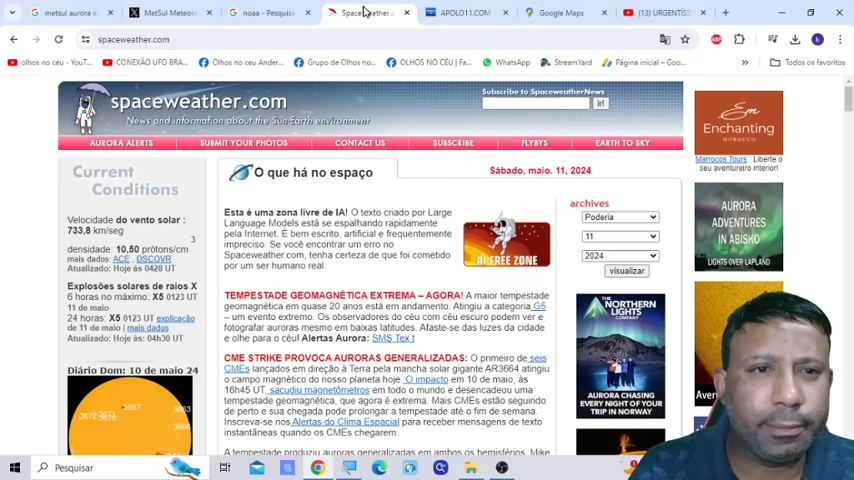 metsul aurora au
MetSul Meteoro
noaa - Pesquisa
Spaceweather.c
APOLO11.COM
Google Maps
(13) URGENTÍSS
spaceweather.com
olhos no céu - YouT...
CONEXÃO UFO BRA...
olhos no ceu Ander...
Grupo de Olhos no...
OLHOS NO CÉU | Fa...
WhatsApp
StreamYard
Página inicial – Goo...
Todos os favoritos
spaceweather.com
News and information about the Sun-Earth environment
Subscribe to SpaceweatherNews
ir!
AURORA ALERTS
SUBMIT YOUR PHOTOS
CONTACT US
SUBSCRIBE
FLYBYS
EARTH TO SKY
Current
Conditions
Velocidade do vento solar :
733,8 km/seg
3
densidade: 10,50 prótons/cm
mais dados: ACE , DSCOVR
Atualizado: Hoje às 0428 UT
Explosões solares de raios X
6 horas no máximo: X5 0123 UT
11 de maio
24 horas: X5 0123 UT explicação
de 11 de maio | mais dados
Atualizado: Hoje às: 04h30 UT
Diário Dom: 10 de maio 24
3667
O que há no espaço
Sábado, maio. 11, 2024
Esta é uma zona livre de IA! O texto criado por Large
Language Models está se espalhando rapidamente
pela Internet. É bem escrito, artificial e frequentemente
impreciso. Se você encontrar um erro no
Spaceweather.com, tenha certeza de que foi cometido
por um ser humano real.
AI FREE ZONE
TEMPESTADE GEOMAGNÉTICA EXTREMA – AGORA! A maior tempestade
geomagnética em quase 20 anos está em andamento. Atingiu a categoria G5
– um evento extremo. Os observadores do céu com céu escuro podem ver e
fotografar auroras mesmo em baixas latitudes. Afaste-se das luzes da cidade
e olhe para o céu! Alertas Aurora: SMS Tex t
CME STRIKE PROVOCA AURORAS GENERALIZADAS: O primeiro de seis
CMEs lançados em direção à Terra pela mancha solar gigante AR3664 atingiu
o campo magnético do nosso planeta hoje. O impacto em 10 de maio, às
16h45 UT, sacudiu magnetômetros em todo o mundo e desencadeou uma
tempestade geomagnética, que agora é extrema. Mais CMEs estão seguindo
de perto e sua chegada pode prolongar a tempestade até o fim de semana.
Inscreva-se nos Alertas do Clima Espacial para receber mensagens de texto
instantâneas quando os CMEs chegarem.
archives
Poderia
11
2024
visualizar
THE
NORTHERN
LIGHTS
COMPANY
AURORA CHASING
EVERY NIGHT OF YOUR
TRIP IN NORWAY
Em
Enchanting
MOROCCO
Marrocos Tours : Liberte o
seu aventureiro interior!
AURORA
ADVENTURES
IN ABISKO
LIGHTS OVER LAPLAND
Pesquisar